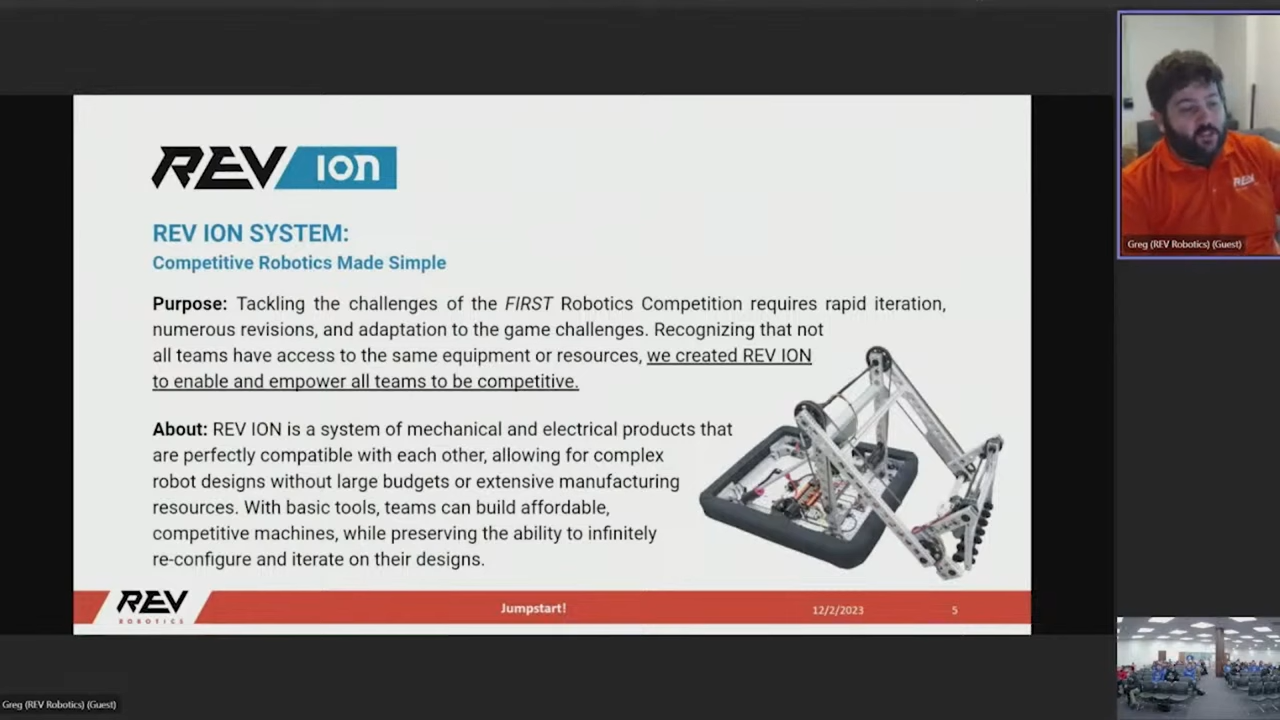 REV ION
REV ION SYSTEM:
Competitive Robotics Made Simple
Purpose: Tackling the challenges of the FIRST Robotics Competition requires rapid iteration,
numerous revisions, and adaptation to the game challenges. Recognizing that not
all teams have access to the same equipment or resources, we created REV ION
to enable and empower all teams to be competitive.
About: REV ION is a system of mechanical and electrical products that
are perfectly compatible with each other, allowing for complex
robot designs without large budgets or extensive manufacturing
resources. With basic tools, teams can build affordable,
competitive machines, while preserving the ability to infinitely
re-configure and iterate on their designs.
REV
ROBOTICS
Jumpstart!
12/2/2023
5
REV
Greg (REV Robotics) (Guest)
Greg (REV Robotics) (Guest)